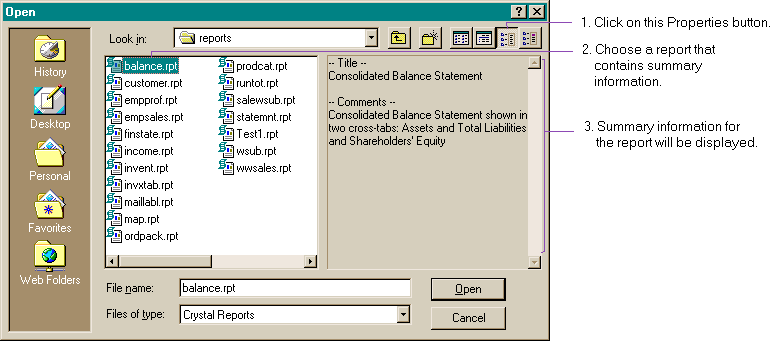 Open
Look in:
reports
History
Desktop
Personal
Favorites
Web Folders
balance.rpt
customer.rpt
empprof.rpt
empsales.rpt
finstate.rpt
income.rpt
invent.rpt
invxtab.rpt
maillabl.rpt
map.rpt
ordpack.rpt
prodcat.rpt
runtot.rpt
salewsub.rpt
statemnt.rpt
Test1.rpt
wsub.rpt
wwsales.rpt
-- Title --
Consolidated Balance Statement
-- Comments --
Consolidated Balance Statement shown in
two cross-tabs: Assets and Total Liabilities
and Shareholders' Equity
File name:
balance.rpt
Open
Files of type:
Crystal Reports
Cancel
1. Click on this Properties button.
2. Choose a report that
contains summary
information.
3. Summary information for
the report will be displayed.